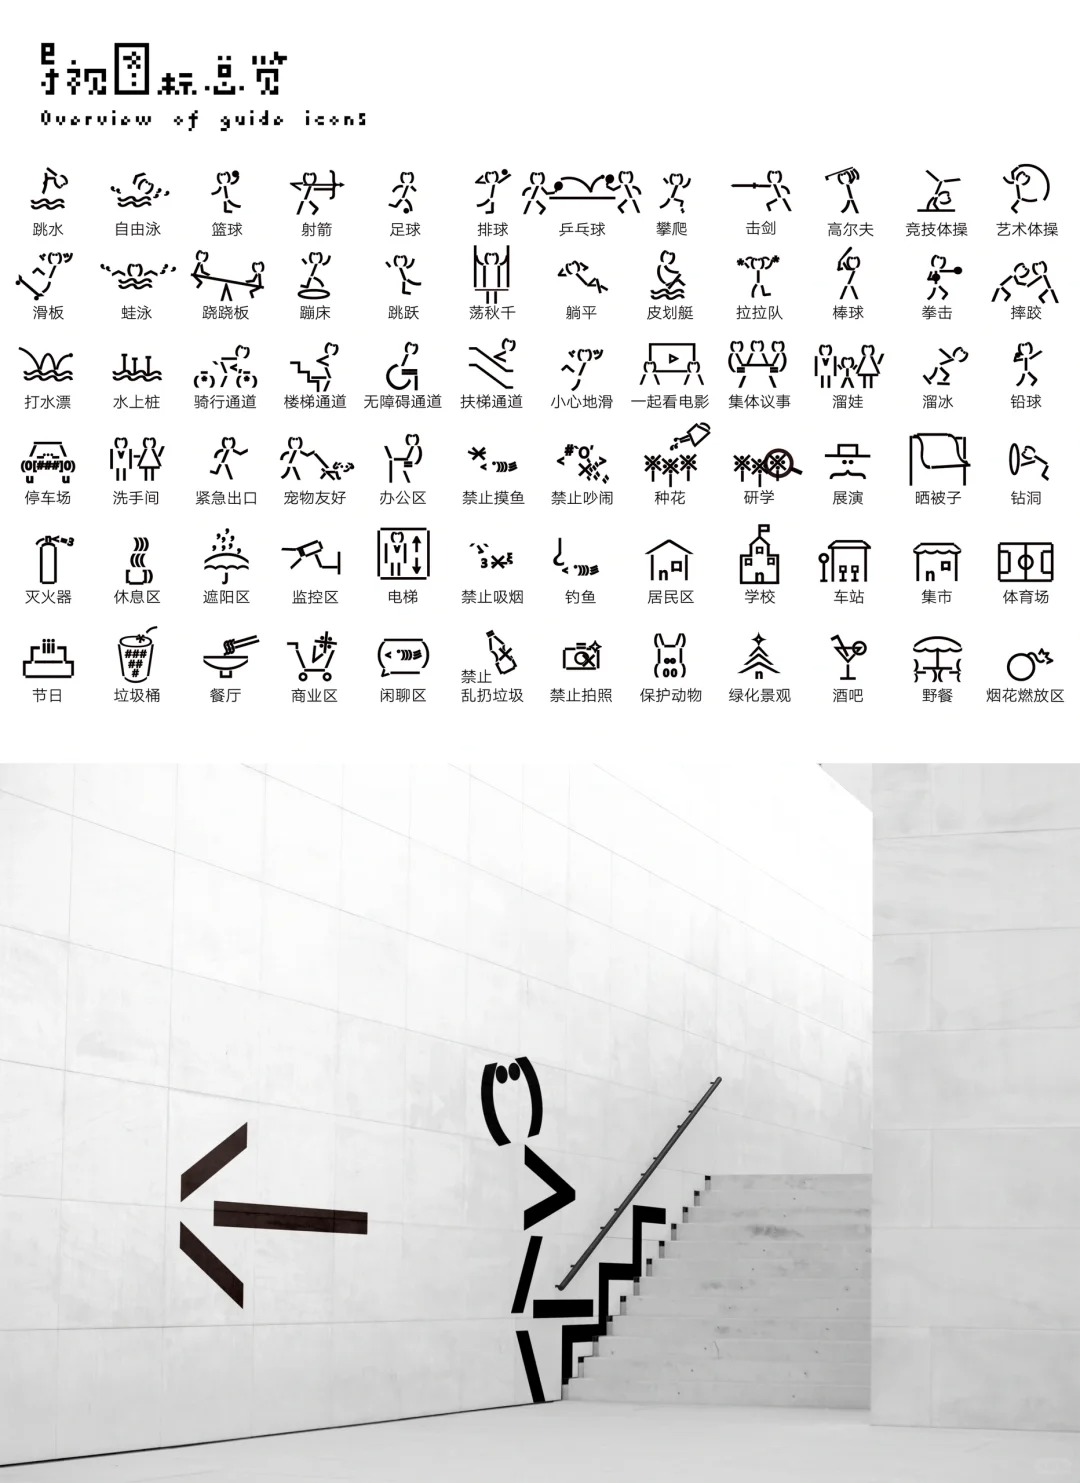 导视图标总览
Overview of guide icons
跳水 自由泳 篮球 射箭 足球 排球 乒乓球 攀爬 击剑 高尔夫 竞技体操 艺术体操
滑板 蛙泳 跷跷板 蹦床 跳跃 荡秋千 躺平 皮划艇 拉拉队 棒球 拳击 摔跤
打水漂 水上桩 骑行通道 楼梯通道 无障碍通道 扶梯通道 小心地滑 一起看电影 集体议事 溜娃 溜冰 铅球
停车场 洗手间 紧急出口 宠物友好 办公区 禁止摸鱼 禁止吵闹 种花 研学 展演 晒被子 钻洞
灭火器 休息区 遮阳区 监控区 电梯 禁止吸烟 钓鱼 居民区 学校 车站 集市 体育场
节日 垃圾桶 餐厅 商业区 闲聊区 禁止乱扔垃圾 禁止拍照 保护动物 绿化景观 酒吧 野餐 烟花燃放区